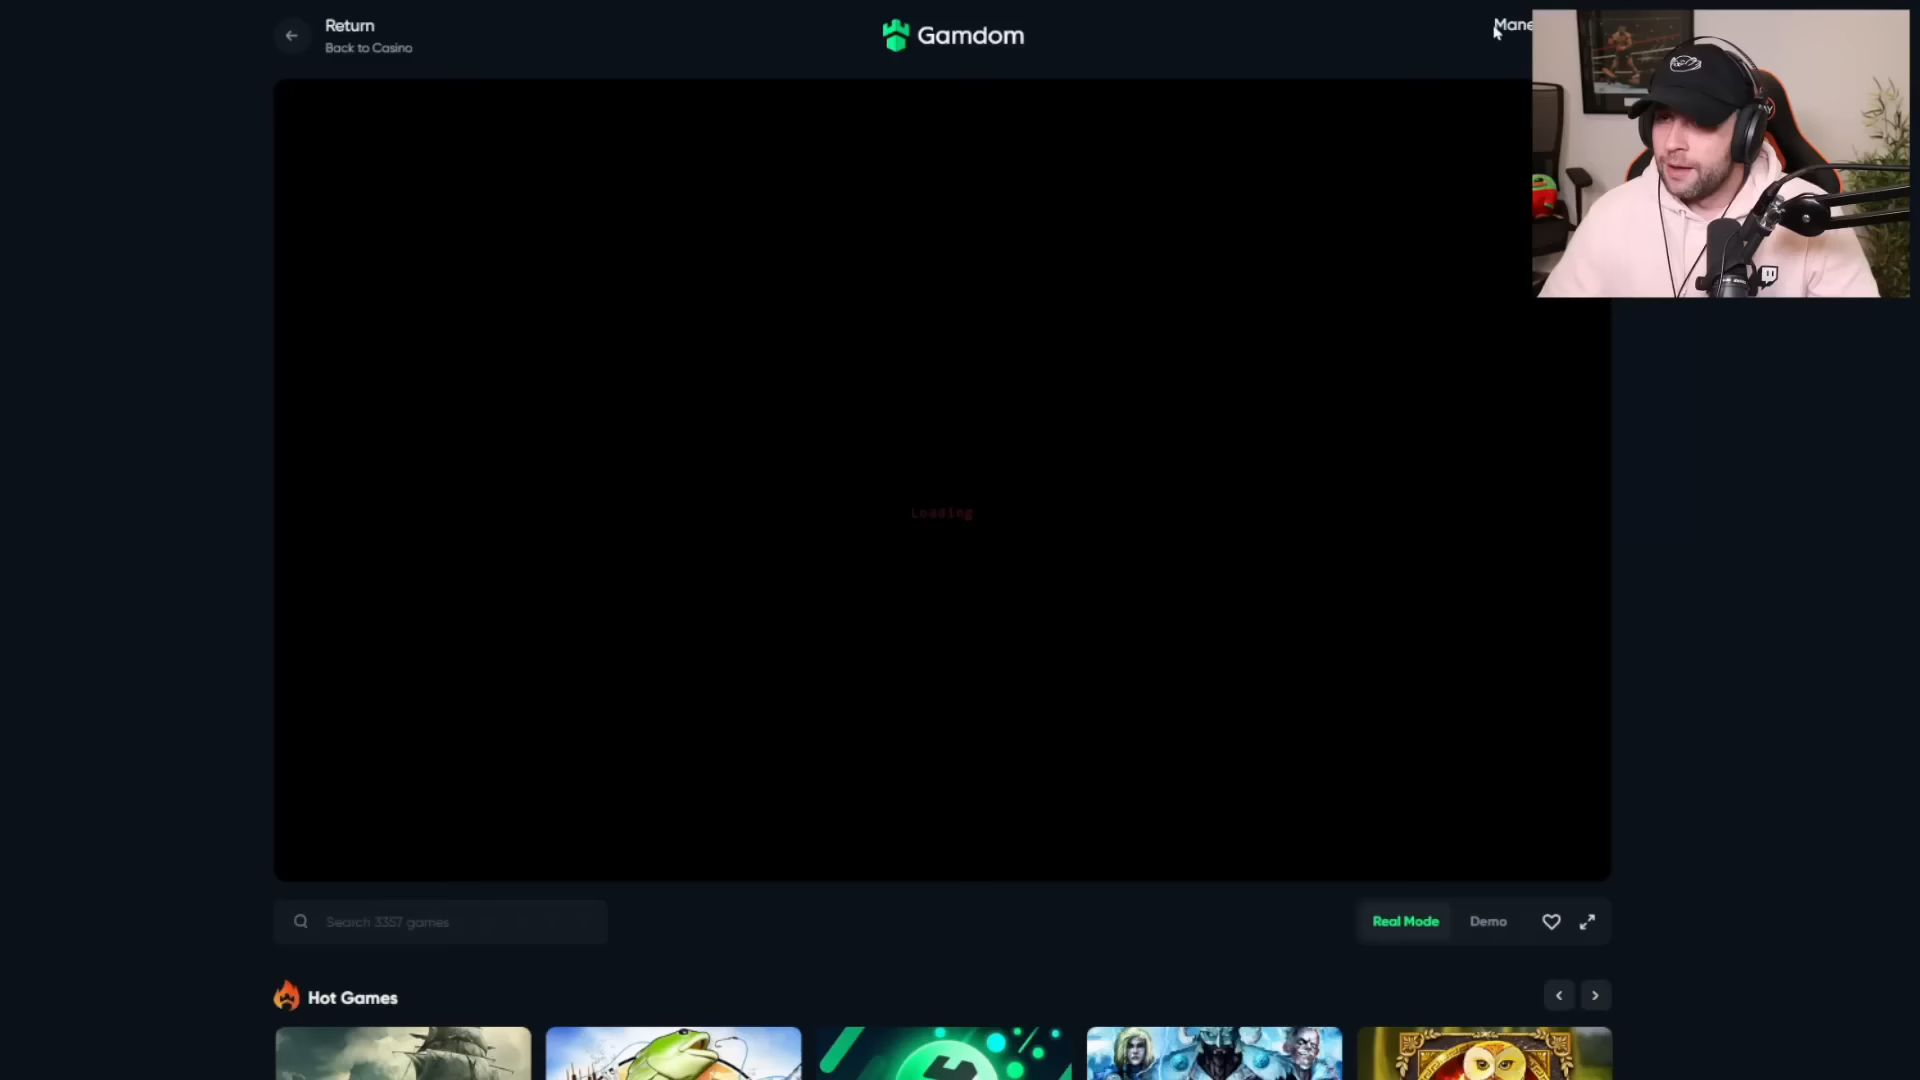 Return
Back to Casino
Gamdom
Loading
Search 3357 games
Real Mode
Demo
Hot Games